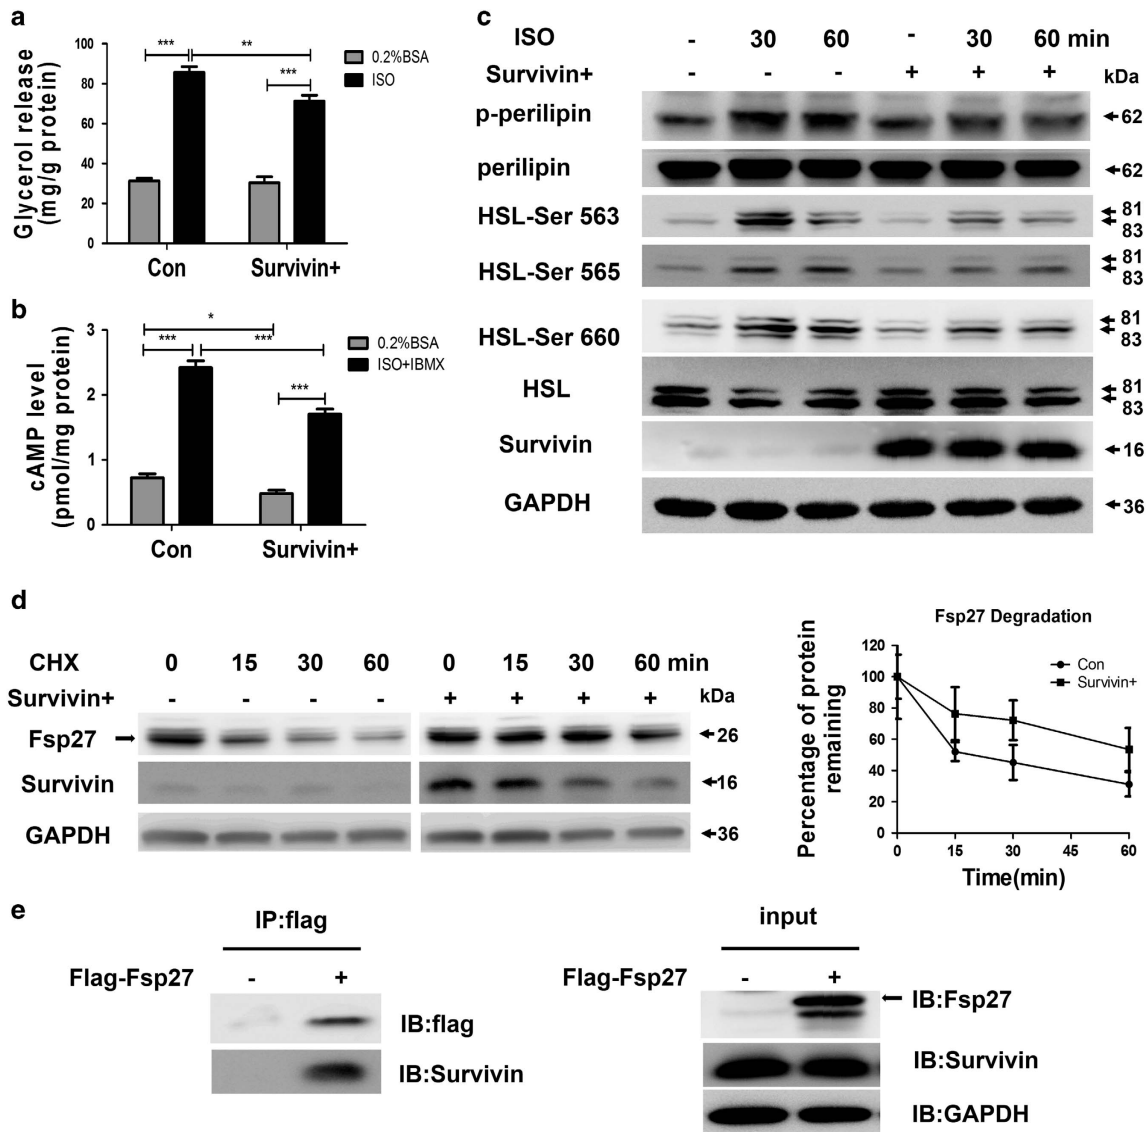 a
Glycerol release
(mg/g protein)
100
80
60
40
20
0
***
**
***
0.2%BSA
ISO
Con
Survivin+
b
cAMP level
(pmol/mg protein)
3
2
1
0
*
***
***
***
0.2%BSA
ISO+IBMX
Con
Survivin+
c
ISO - 30 60 - 30 60 min
Survivin+ - - - + + + kDa
p-perilipin 62
perilipin 62
HSL-Ser 563 81
83
HSL-Ser 565 81
83
HSL-Ser 660 81
83
HSL 81
83
Survivin 16
GAPDH 36
d
CHX 0 15 30 60 0 15 30 60 min
Survivin+ - - - - + + + + kDa
Fsp27 26
Survivin 16
GAPDH 36
Fsp27 Degradation
Percentage of protein
remaining
120
100
80
60
40
20
0
Con
Survivin+
0 15 30 45 60
Time(min)
e
IP:flag
Flag-Fsp27 - +
IB:flag
IB:Survivin
input
Flag-Fsp27 - +
IB:Fsp27
IB:Survivin
IB:GAPDH